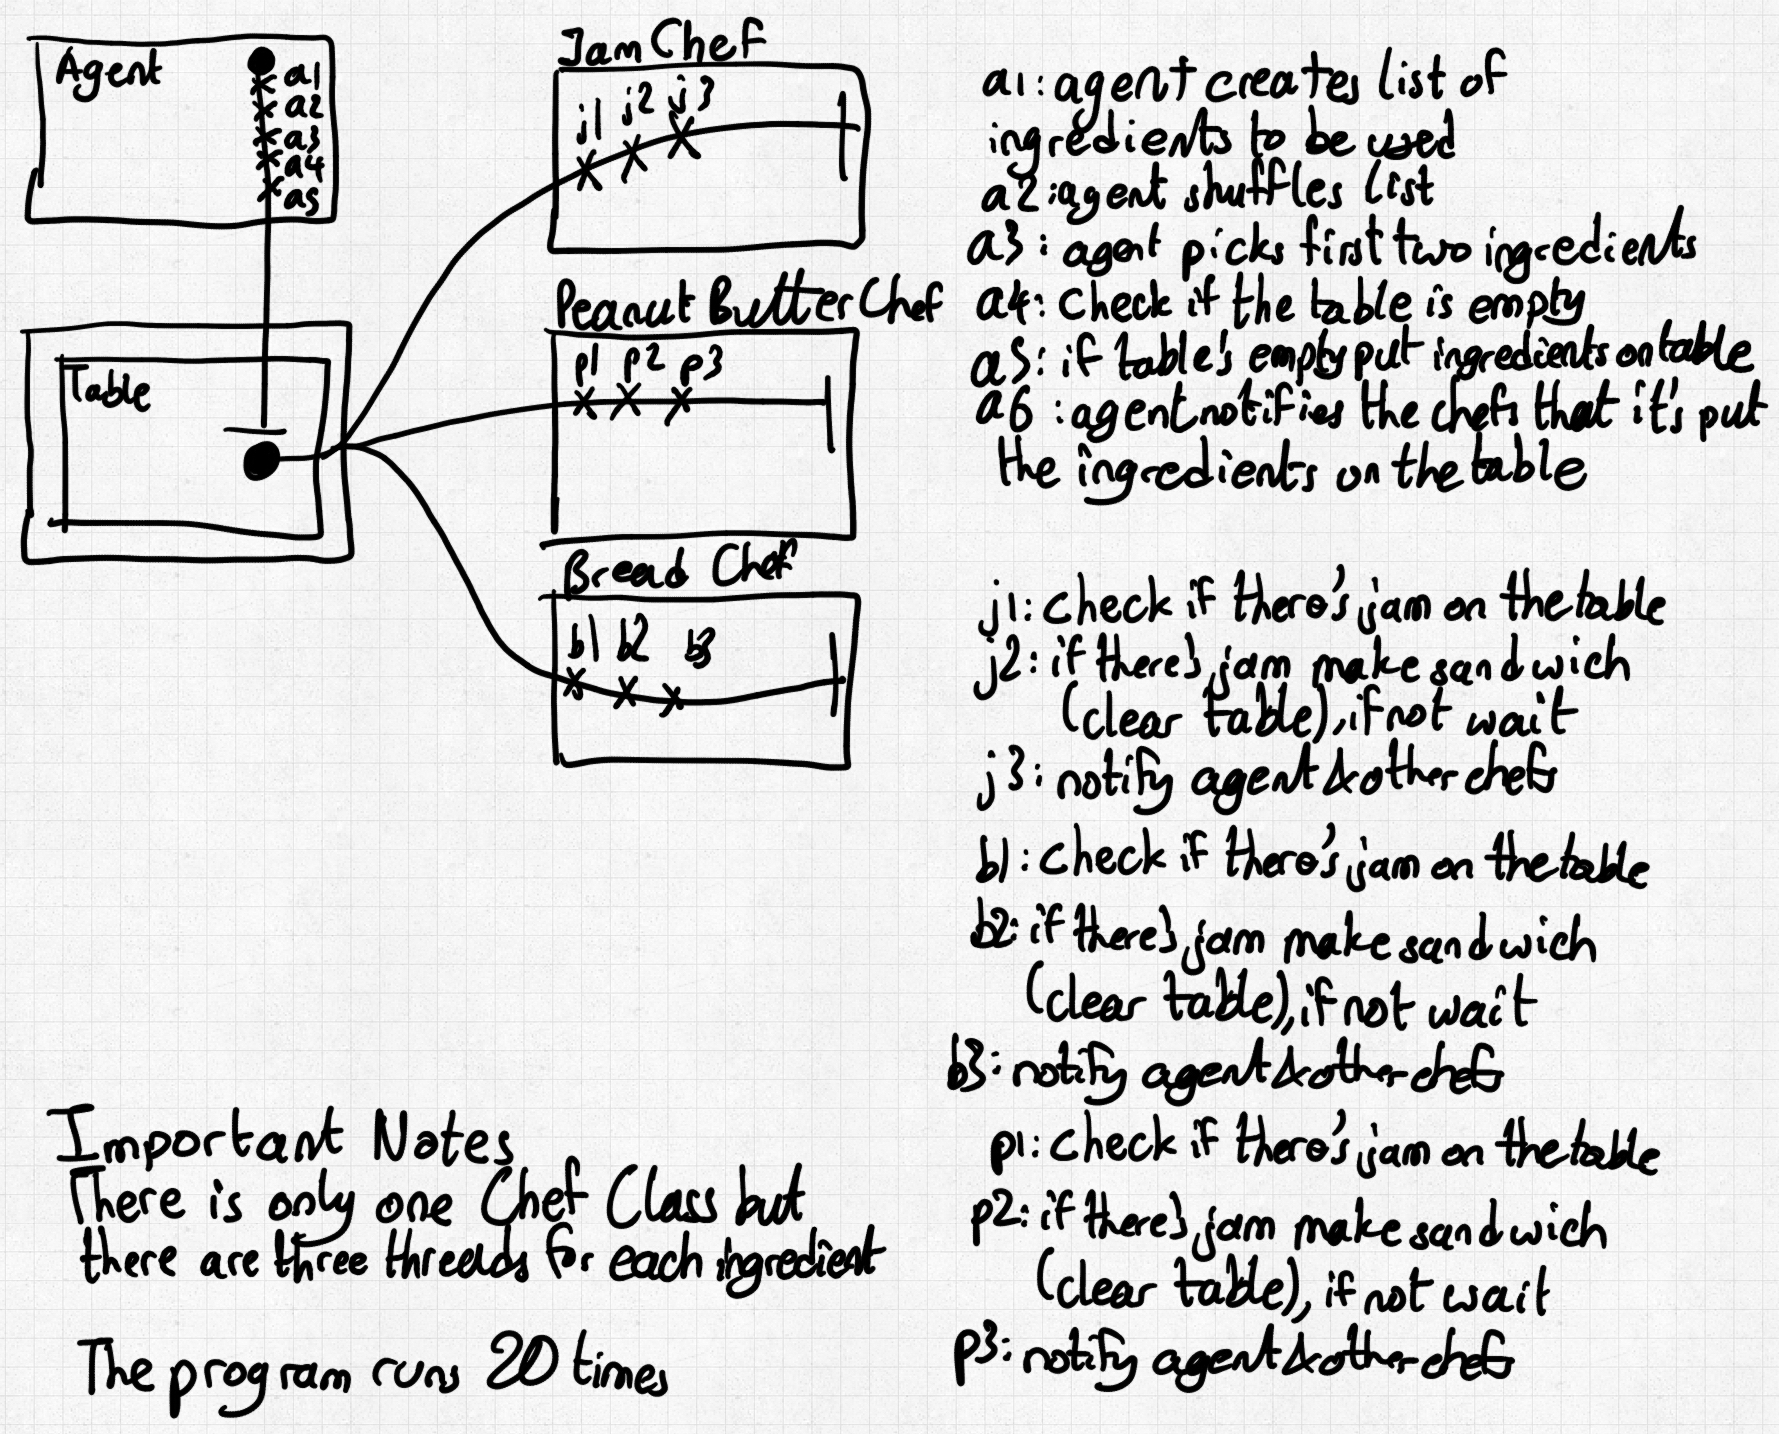 Agent
a1
a2
a3
a4
a5
Table
Jam Chef
j1 j2 j3
Peanut Butter Chef
p1 p2 p3
Bread Chef
b1 b2 b3
a1: agent creates list of
ingredients to be used
a2: agent shuffles list
a3: agent picks first two ingredients
a4: check if the table is empty
a5: if table's empty put ingredients on table
a6: agent notifies the chefs that it's put
the ingredients on the table
j1: check if there's jam on the table
j2: if there's jam make sandwich
(clear table), if not wait
j3: notify agent & other chefs
b1: check if there's jam on the table
b2: if there's jam make sandwich
(clear table), if not wait
b3: notify agent & other chefs
p1: check if there's jam on the table
p2: if there's jam make sandwich
(clear table), if not wait
p3: notify agent & other chefs
Important Notes
There is only one Chef Class but
there are three threads for each ingredient
The program runs 20 times